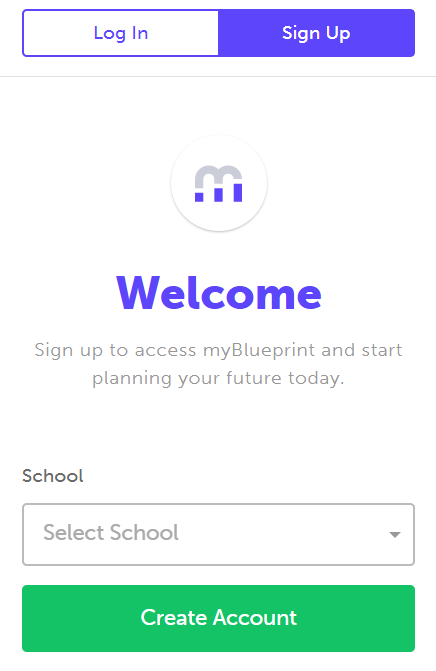 Log In
Sign Up
Welcome
Sign up to access myBlueprint and start
planning your future today.
School
Select School
Create Account